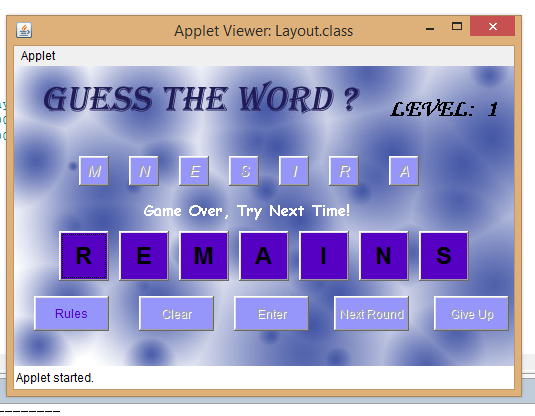 Applet Viewer: Layout.class
Applet
GUESS THE WORD ?
LEVEL: 1
M N E S I R A
Game Over, Try Next Time!
R E M A I N S
Rules Clear Enter Next Round Give Up
Applet started.